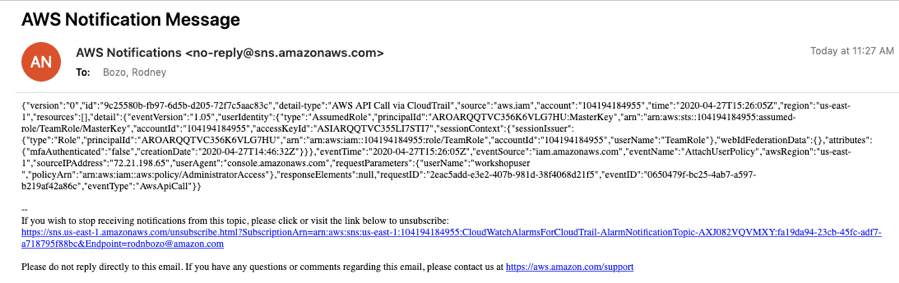 AWS Notification Message
AN
AWS Notifications <no-reply@sns.amazonaws.com>
Today at 11:27 AM
To: Bozo, Rodney
{"version":"0","id":"9c25580b-fb97-6d5b-d205-72f7c5aac83c","detail-type":"AWS API Call via CloudTrail","source":"aws.iam","account":"104194184955","time":"2020-04-27T15:26:05Z","region":"us-east-
1","resources":[],"detail":{"eventVersion":"1.05","userIdentity":{"type":"AssumedRole","principalId":"AROARQQTVC356K6VLG7HU:MasterKey","arn":"arn:aws:sts::104194184955:assumed-
role/TeamRole/MasterKey","accountId":"104194184955","accessKeyId":"ASIARQQTVC355LI7STI7","sessionContext":{"sessionIssuer":
{"type":"Role","principalId":"AROARQQTVC356K6VLG7HU","arn":"arn:aws:iam::104194184955:role/TeamRole","accountId":"104194184955","userName":"TeamRole"},"webIdFederationData":{},"attributes":
{"mfaAuthenticated":"false","creationDate":"2020-04-27T14:46:32Z"}}},"eventTime":"2020-04-27T15:26:05Z","eventSource":"iam.amazonaws.com","eventName":"AttachUserPolicy","awsRegion":"us-east-
1","sourceIPAddress":"72.21.198.65","userAgent":"console.amazonaws.com","requestParameters":{"userName":"workshopuser
","policyArn":"arn:aws:iam::aws:policy/AdministratorAccess"},"responseElements":null,"requestID":"2eac5add-e3e2-407b-981d-38f4068d21f5","eventID":"0650479f-bc25-4ab7-a597-
b219af42a86c","eventType":"AwsApiCall"}}
--
If you wish to stop receiving notifications from this topic, please click or visit the link below to unsubscribe:
https://sns.us-east-1.amazonaws.com/unsubscribe.html?SubscriptionArn=arn:aws:sns:us-east-1:104194184955:CloudWatchAlarmsForCloudTrail-AlarmNotificationTopic-AXJ082VQVMXY:fa19da94-23cb-45fc-adf7-
a718795f88bc&Endpoint=rodnbozo@amazon.com
Please do not reply directly to this email. If you have any questions or comments regarding this email, please contact us at https://aws.amazon.com/support